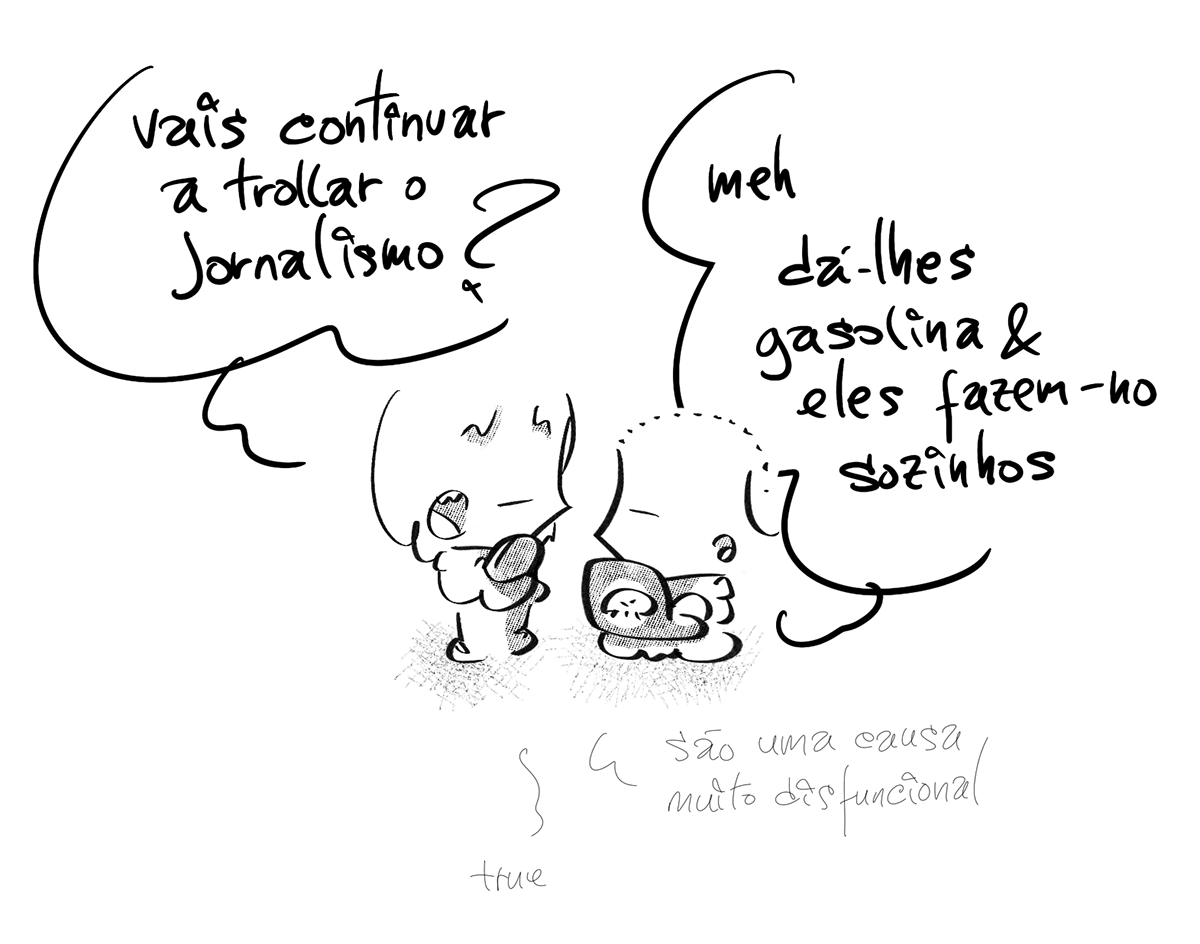 vais continuar
a trollar o
jornalismo?
meh
dá-lhes
gasolina &
eles fazem-no
sozinhos
são uma causa
muito disfuncional
true